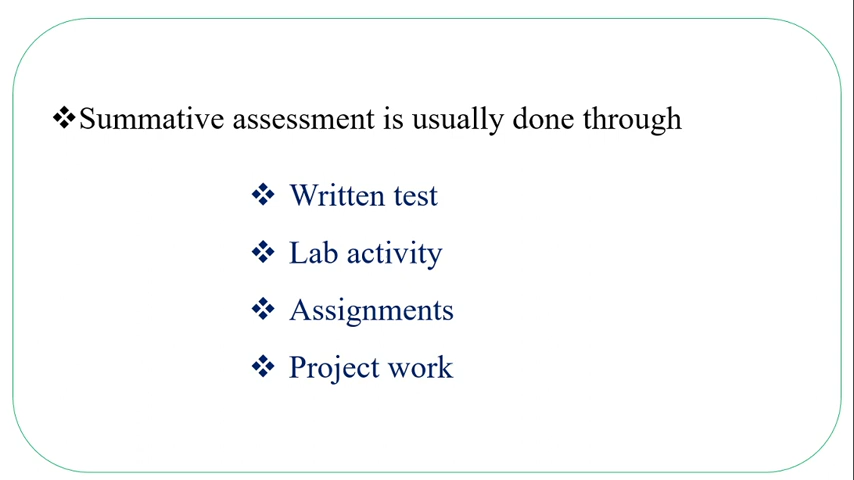 ❖Summative assessment is usually done through
❖ Written test
❖ Lab activity
❖ Assignments
❖ Project work